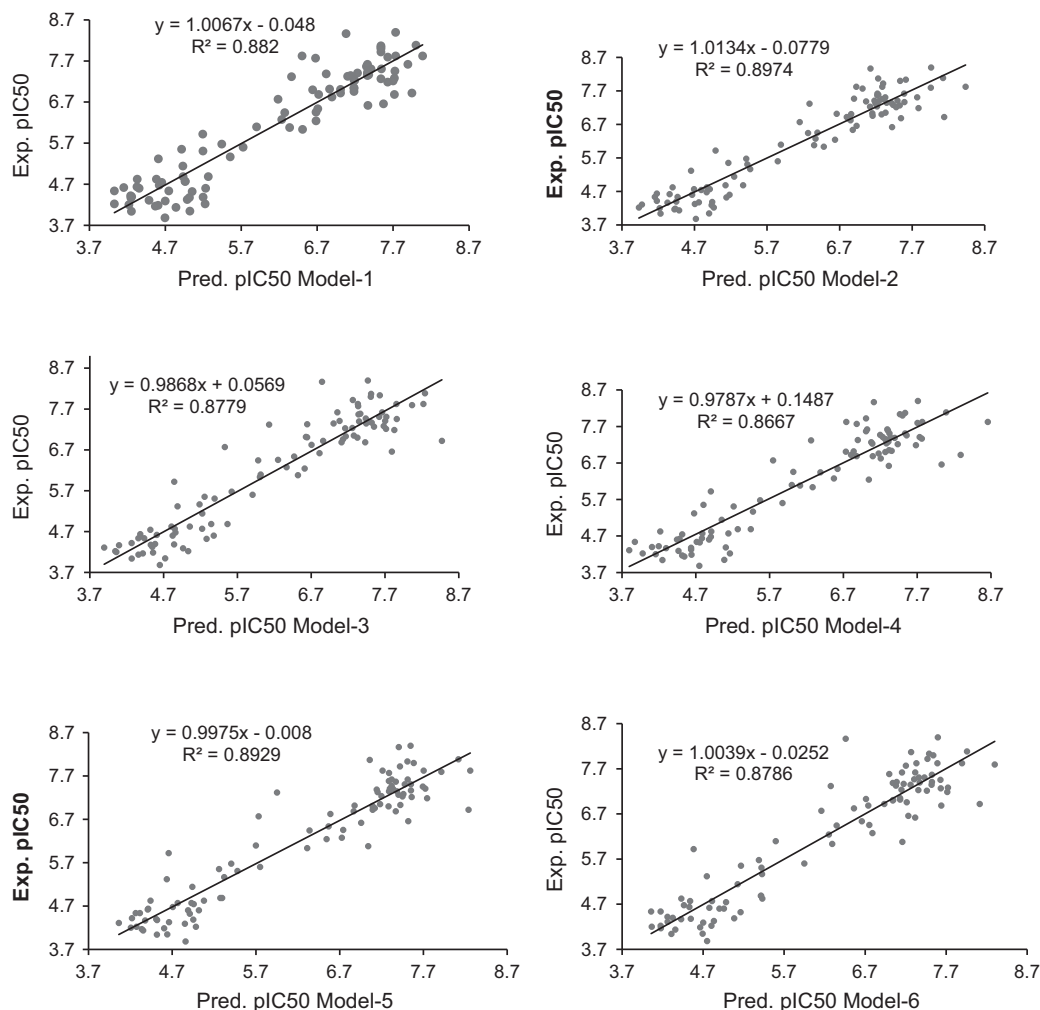 y = 1.0067x - 0.048
R² = 0.882
8.7
7.7
6.7
5.7
4.7
3.7
Exp. pIC50
3.7 4.7 5.7 6.7 7.7 8.7
Pred. pIC50 Model-1
y = 1.0134x - 0.0779
R² = 0.8974
8.7
7.7
6.7
5.7
4.7
3.7
Exp. pIC50
3.7 4.7 5.7 6.7 7.7 8.7
Pred. pIC50 Model-2
y = 0.9868x + 0.0569
R² = 0.8779
8.7
7.7
6.7
5.7
4.7
3.7
Exp. pIC50
3.7 4.7 5.7 6.7 7.7 8.7
Pred. pIC50 Model-3
y = 0.9787x + 0.1487
R² = 0.8667
8.7
7.7
6.7
5.7
4.7
3.7
Exp. pIC50
3.7 4.7 5.7 6.7 7.7 8.7
Pred. pIC50 Model-4
y = 0.9975x - 0.008
R² = 0.8929
8.7
7.7
6.7
5.7
4.7
3.7
Exp. pIC50
3.7 4.7 5.7 6.7 7.7 8.7
Pred. pIC50 Model-5
y = 1.0039x - 0.0252
R² = 0.8786
8.7
7.7
6.7
5.7
4.7
3.7
Exp. pIC50
3.7 4.7 5.7 6.7 7.7 8.7
Pred. pIC50 Model-6